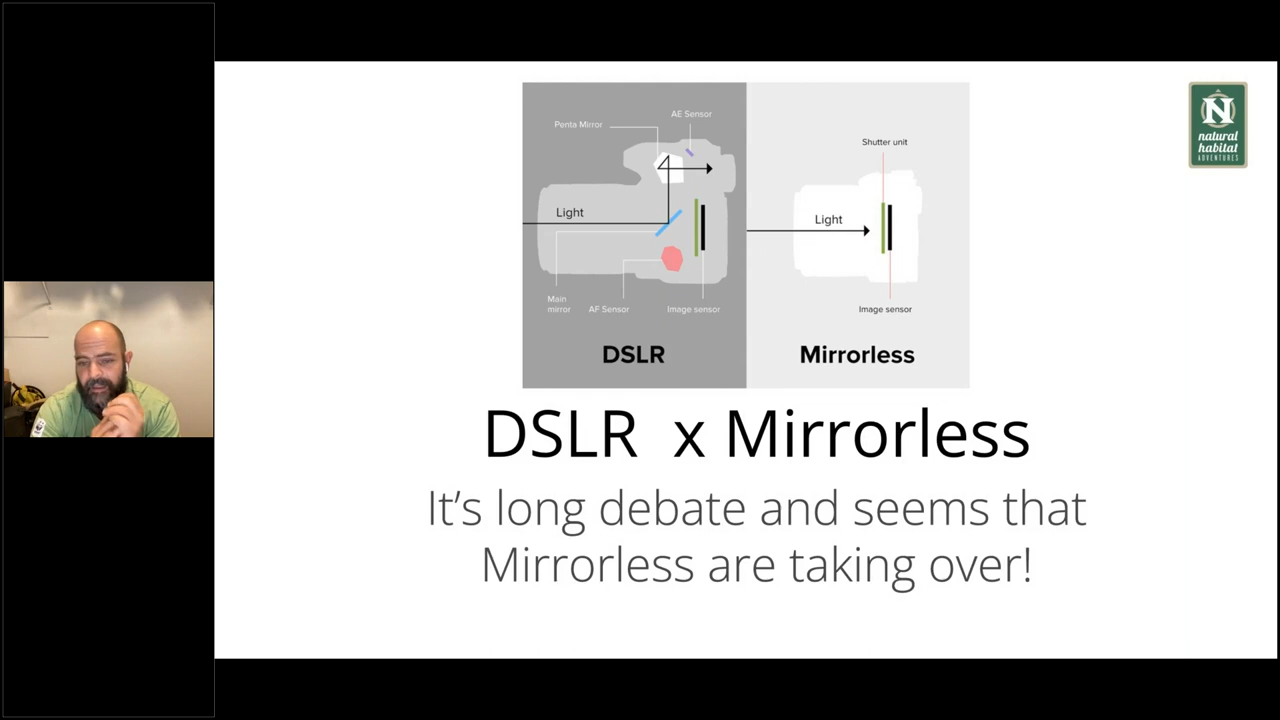 Penta Mirror
AE Sensor
Light
Main
mirror
AF Sensor
Image sensor
DSLR
Shutter unit
Light
Image sensor
Mirrorless
N
natural
habitat
ADVENTURES
DSLR x Mirrorless
It’s long debate and seems that
Mirrorless are taking over!